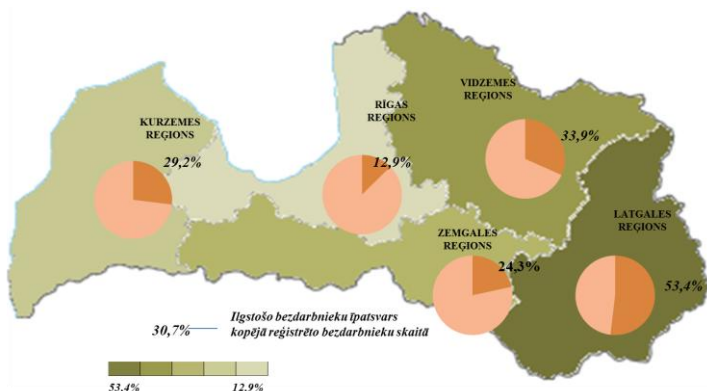 VIDZEMES
REĢIONS
33,9%
RĪGAS
REĢIONS
12,9%
KURZEMES
REĢIONS
29,2%
LATGALES
REĢIONS
53,4%
ZEMGALES
REĢIONS
24,3%
30,7%
Ilgstošo bezdarbnieku īpatsvars
kopējā reģistrēto bezdarbnieku skaitā
53,4%
12,9%